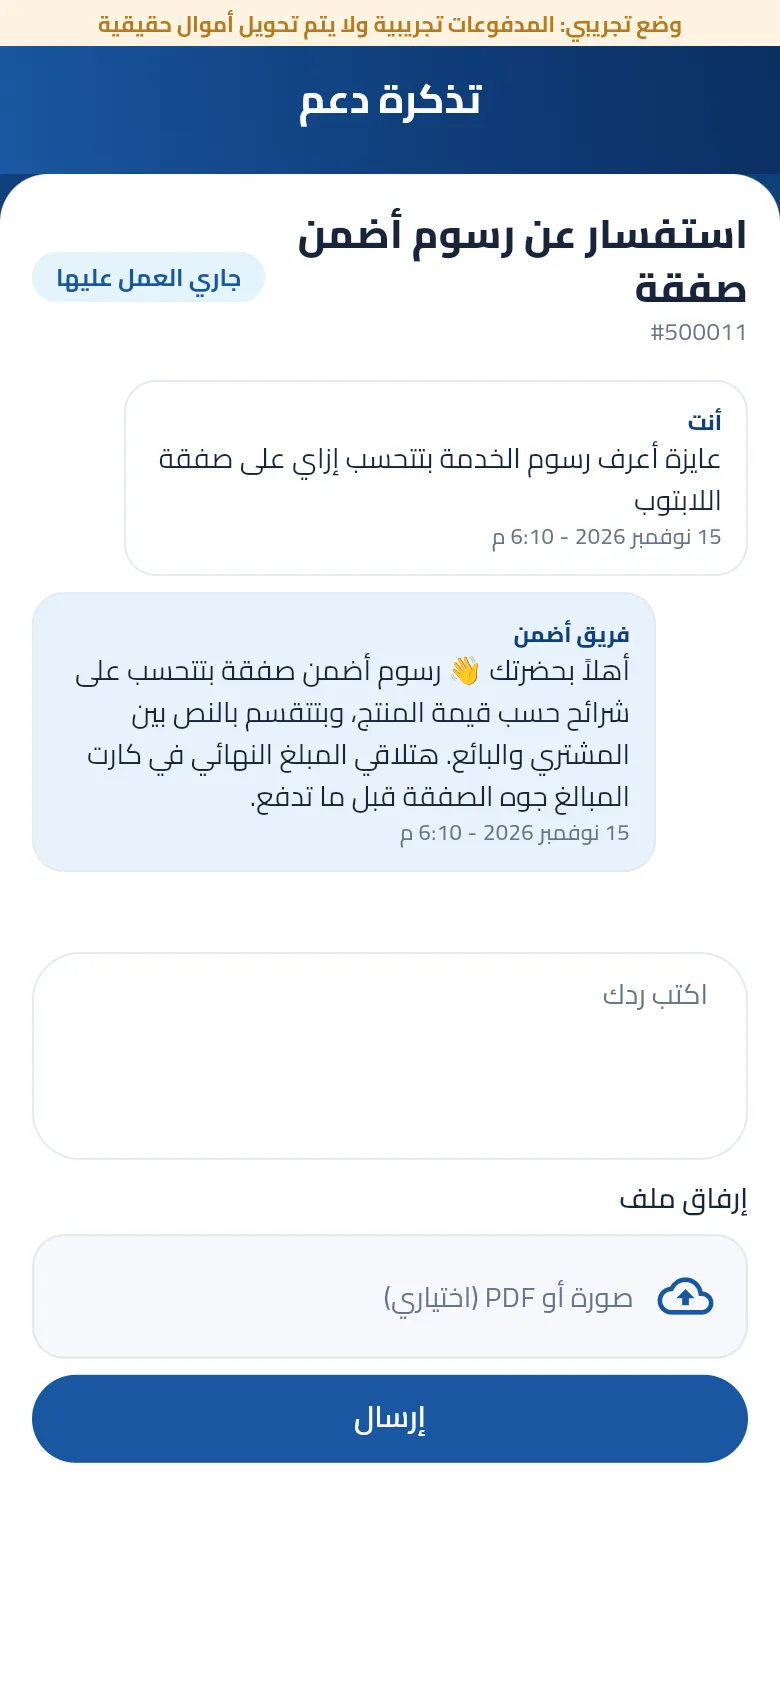 وضع تجريبي: المدفوعات تجريبية ولا يتم تحويل أموال حقيقية
تذكرة دعم
استفسار عن رسوم أضمن
صفقة
جاري العمل عليها
#500011
أنت
عايزة أعرف رسوم الخدمة بتتحسب إزاي على صفقة
اللابتوب
15 نوفمبر 2026 - 6:10 م
فريق أضمن
أهلاً بحضرتك 👋 رسوم أضمن صفقة بتتحسب على
شرائح حسب قيمة المنتج، وبتتقسم بالنص بين
المشتري والبائع. هتلاقي المبلغ النهائي في كارت
المبالغ جوه الصفقة قبل ما تدفع.
15 نوفمبر 2026 - 6:10 م
اكتب ردك
إرفاق ملف
صورة أو PDF (اختياري)
إرسال